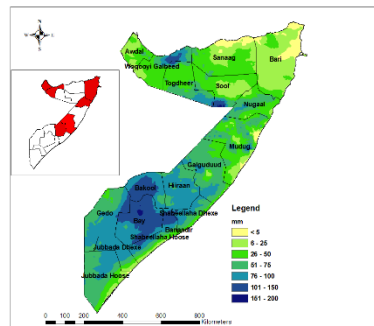 N
W E
S
Awdal
Woqooyi Galbeed
Sanaag
Bari
Togdheer
Sool
Nugaal
Mudug
Galguduud
Bakool
Hiiraan
Gedo
Bay
Shabeellaha Dhexe
Banaadir
Shabeellaha Hoose
Jubbada Dhexe
Jubbada Hoose
Legend
mm
< 5
6 - 25
26 - 50
51 - 75
76 - 100
101 - 150
151 - 200
0 100 200 400 600 800
Kilometers